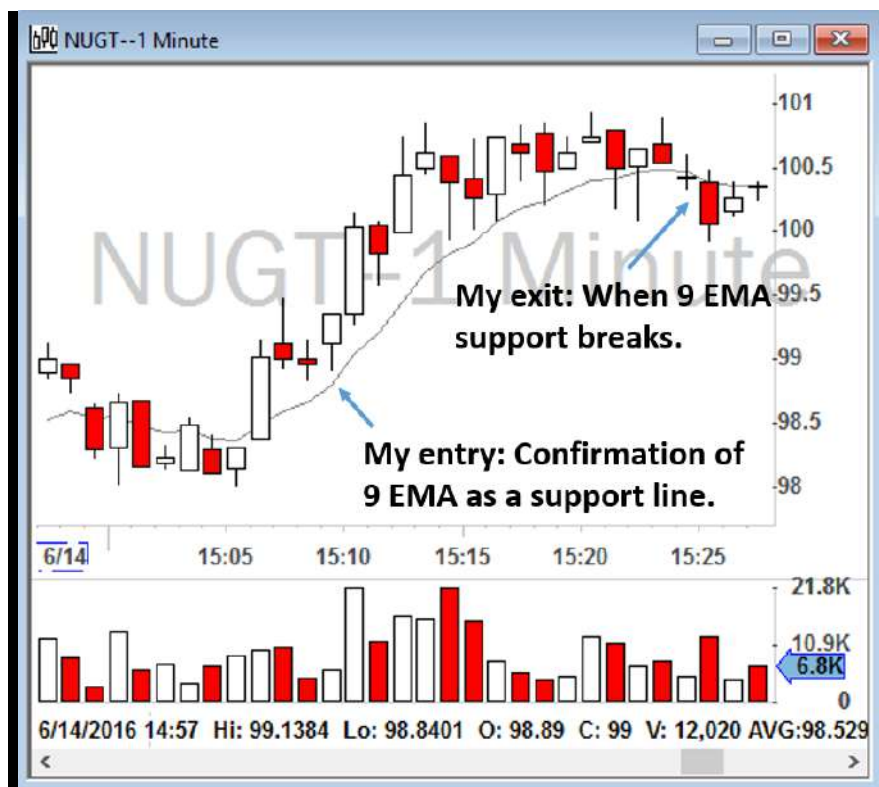 NUGT--1 Minute
NUGT--1 Minute
101
100.5
100
99.5
99
98.5
98
My exit: When 9 EMA
support breaks.
My entry: Confirmation of
9 EMA as a support line.
6/14 15:05 15:10 15:15 15:20 15:25
21.8K
10.9K
6.8K
0
6/14/2016 14:57 Hi: 99.1384 Lo: 98.8401 O: 98.89 C: 99 V: 12,020 AVG:98.529